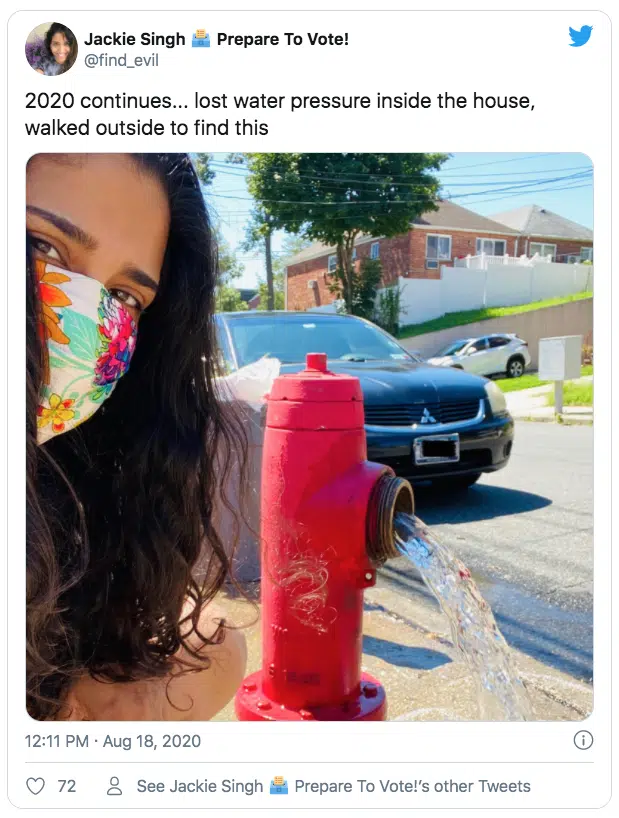 Jackie Singh 🗳️ Prepare To Vote!
@find_evil
2020 continues... lost water pressure inside the house,
walked outside to find this
12:11 PM · Aug 18, 2020
72
See Jackie Singh 🗳️ Prepare To Vote!'s other Tweets